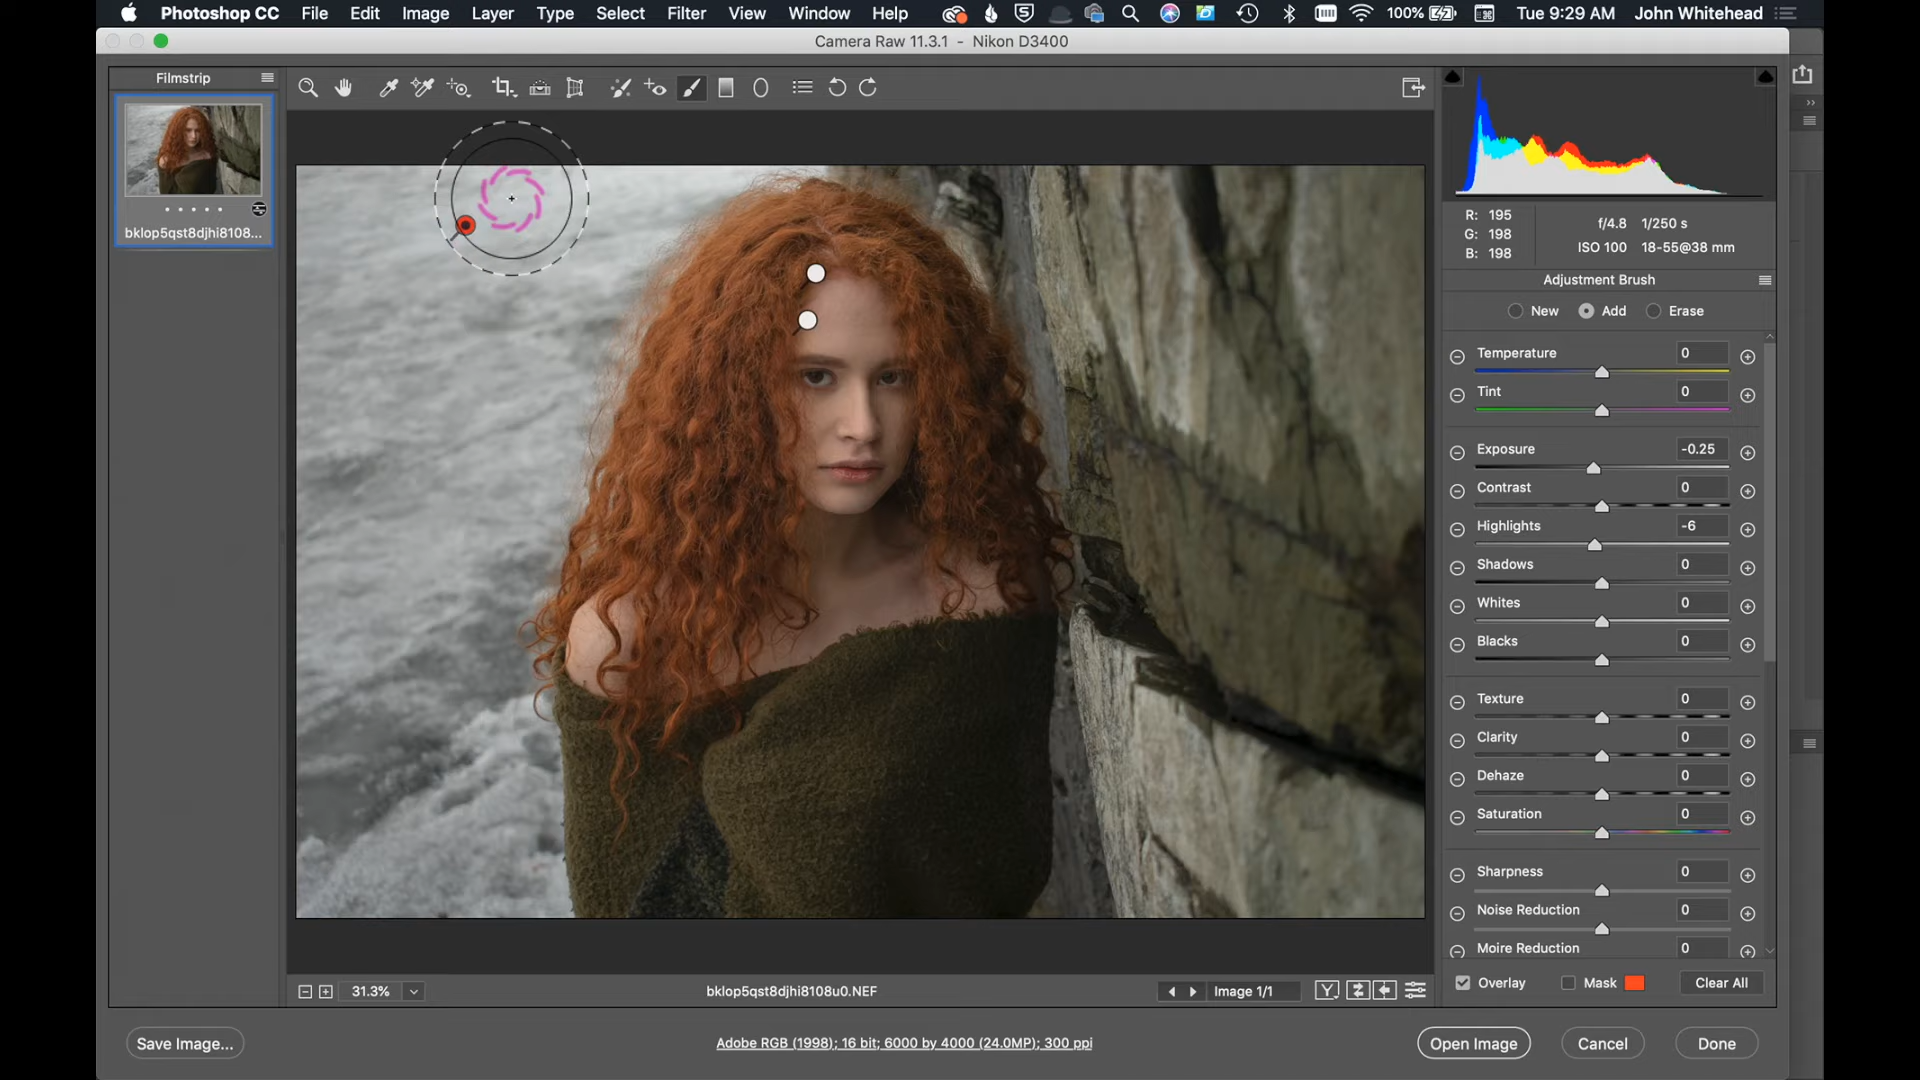 Photoshop CC File Edit Image Layer Type Select Filter View Window Help 100% Tue 9:29 AM John Whitehead
Camera Raw 11.3.1 - Nikon D3400
Filmstrip
bklop5qst8djhi8108...
R: 195
G: 198
B: 198
f/4.8 1/250 s
ISO 100 18-55@38 mm
Adjustment Brush
New Add Erase
Temperature 0
Tint 0
Exposure -0.25
Contrast 0
Highlights -6
Shadows 0
Whites 0
Blacks 0
Texture 0
Clarity 0
Dehaze 0
Saturation 0
Sharpness 0
Noise Reduction 0
Moire Reduction 0
Overlay Mask Clear All
31.3% bklop5qst8djhi8108u0.NEF Image 1/1 Y
Save Image... Adobe RGB (1998); 16 bit; 6000 by 4000 (24.0MP); 300 ppi Open Image Cancel Done